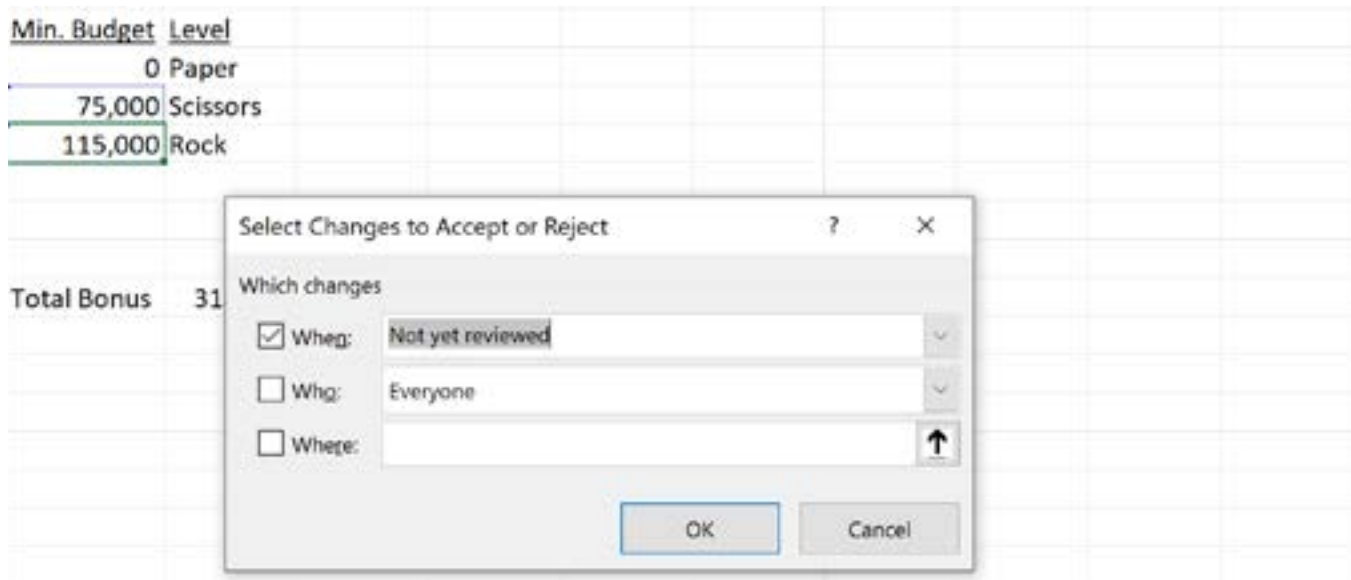 Min. Budget Level
0 Paper
75,000 Scissors
115,000 Rock
Select Changes to Accept or Reject ? ×
Which changes
Total Bonus 31
When: Not yet reviewed
Who: Everyone
Where:
OK Cancel